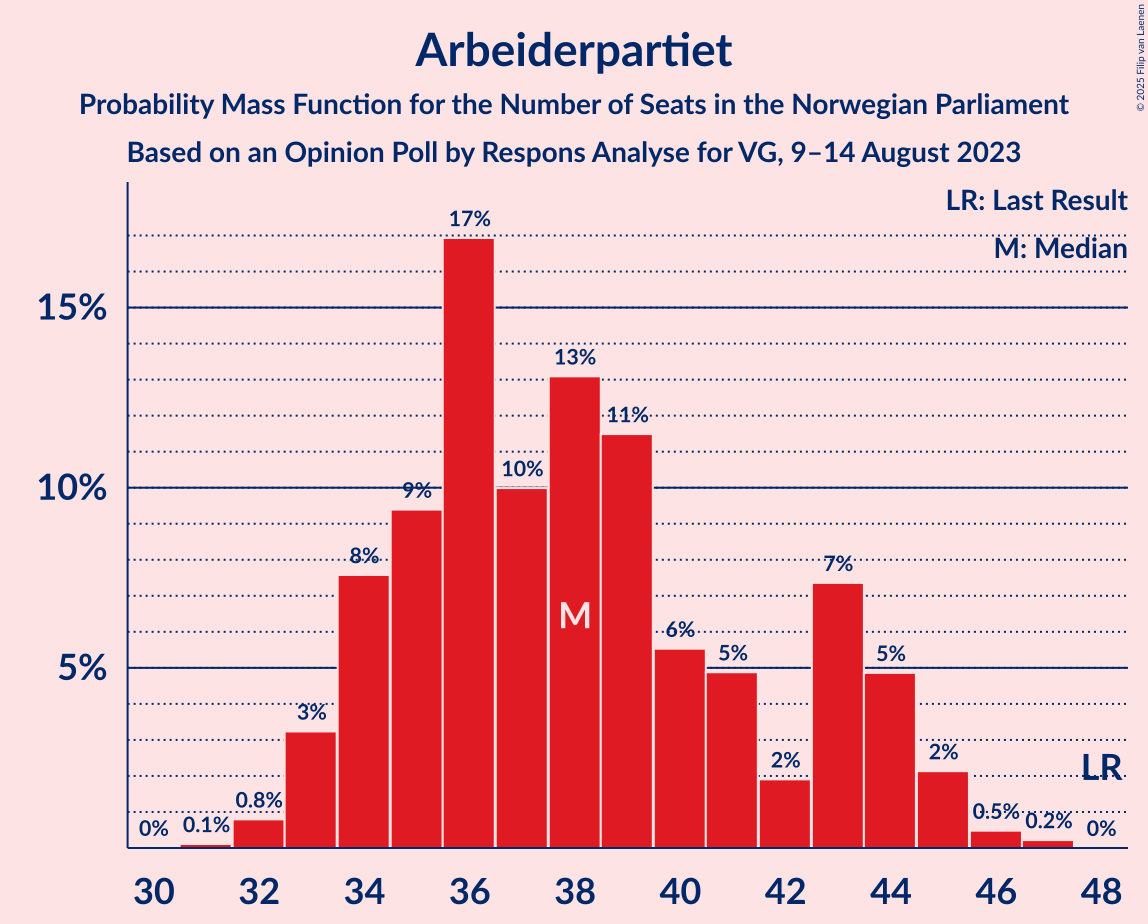 Arbeiderpartiet
Probability Mass Function for the Number of Seats in the Norwegian Parliament
Based on an Opinion Poll by Respons Analyse for VG, 9–14 August 2023
© 2025 Filip van Laenen
LR: Last Result
M: Median
15%
10%
5%
0%
0.1%
0.8%
3%
8%
9%
17%
10%
13%
11%
6%
5%
2%
7%
5%
2%
0.5%
0.2%
0%
M
LR
30 32 34 36 38 40 42 44 46 48